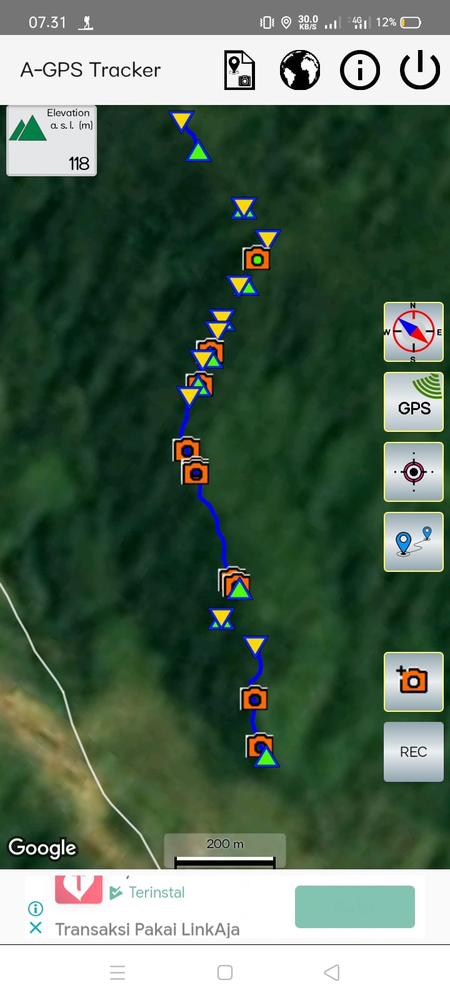 07.31
30.0
KB/S
4G
12%
A-GPS Tracker
Elevation
a. s. l. (m)
118
N
W
E
S
GPS
REC
Google
200 m
Terinstal
Transaksi Pakai LinkAja